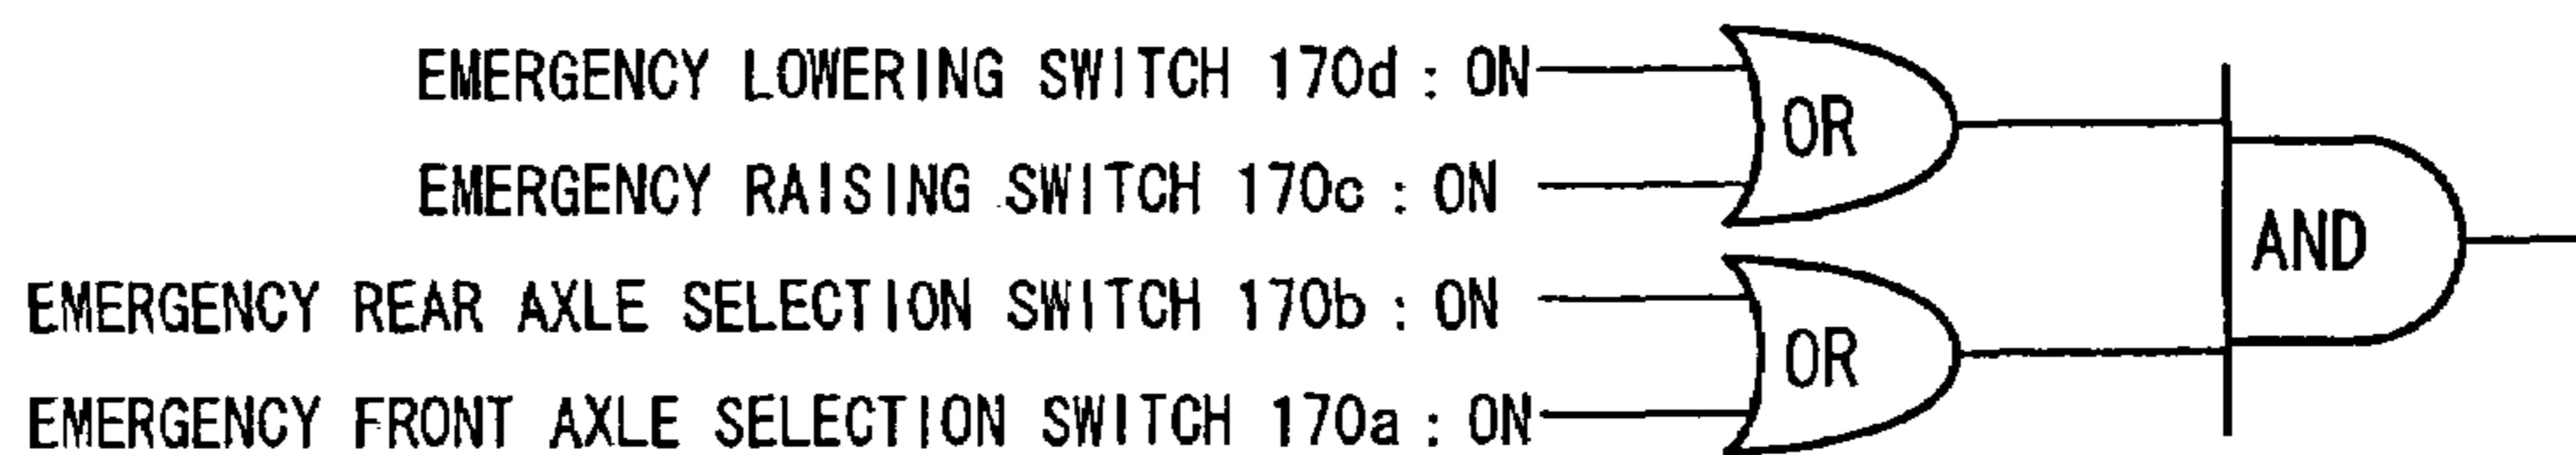 EMERGENCY LOWERING SWITCH 170d : ON
OR
EMERGENCY RAISING SWITCH 170c : ON
AND
EMERGENCY REAR AXLE SELECTION SWITCH 170b : ON
OR
EMERGENCY FRONT AXLE SELECTION SWITCH 170a : ON